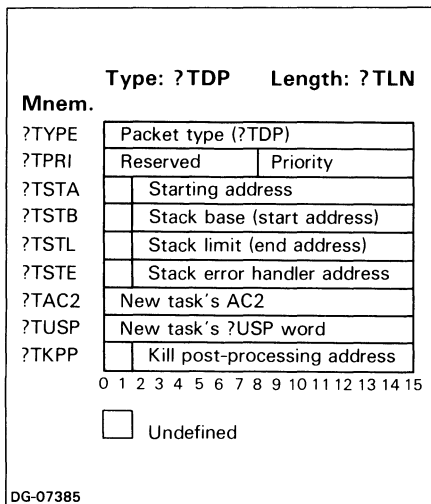 Type: ?TDP Length: ?TLN
Mnem.
?TYPE Packet type (?TDP)
?TPRI Reserved Priority
?TSTA Starting address
?TSTB Stack base (start address)
?TSTL Stack limit (end address)
?TSTE Stack error handler address
?TAC2 New task's AC2
?TUSP New task's ?USP word
?TKPP Kill post-processing address
0 1 2 3 4 5 6 7 8 9 10 11 12 13 14 15
Undefined
DG-07385